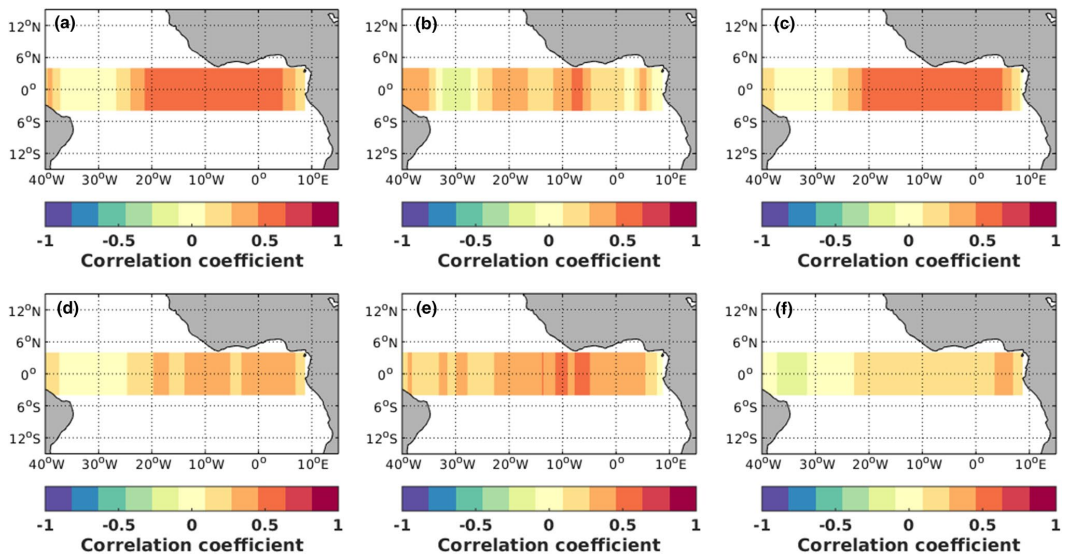 (a) (b) (c)
12°N 12°N 12°N
6°N 6°N 6°N
0° 0° 0°
6°S 6°S 6°S
12°S 12°S 12°S
40°W 30°W 20°W 10°W 0° 10°E 40°W 30°W 20°W 10°W 0° 10°E 40°W 30°W 20°W 10°W 0° 10°E
-1 -0.5 0 0.5 1 -1 -0.5 0 0.5 1 -1 -0.5 0 0.5 1
Correlation coefficient Correlation coefficient Correlation coefficient
(d) (e) (f)
12°N 12°N 12°N
6°N 6°N 6°N
0° 0° 0°
6°S 6°S 6°S
12°S 12°S 12°S
40°W 30°W 20°W 10°W 0° 10°E 40°W 30°W 20°W 10°W 0° 10°E 40°W 30°W 20°W 10°W 0° 10°E
-1 -0.5 0 0.5 1 -1 -0.5 0 0.5 1 -1 -0.5 0 0.5 1
Correlation coefficient Correlation coefficient Correlation coefficient